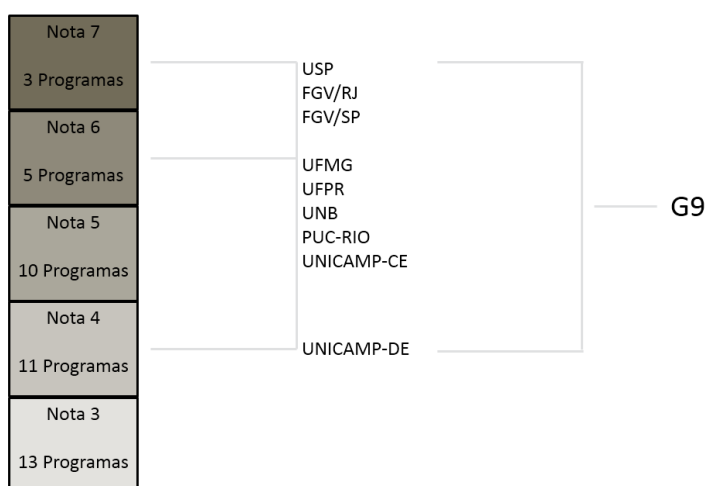 Nota 7
3 Programas
Nota 6
5 Programas
Nota 5
10 Programas
Nota 4
11 Programas
Nota 3
13 Programas
USP
FGV/RJ
FGV/SP
UFMG
UFPR
UNB
PUC-RIO
UNICAMP-CE
UNICAMP-DE
G9